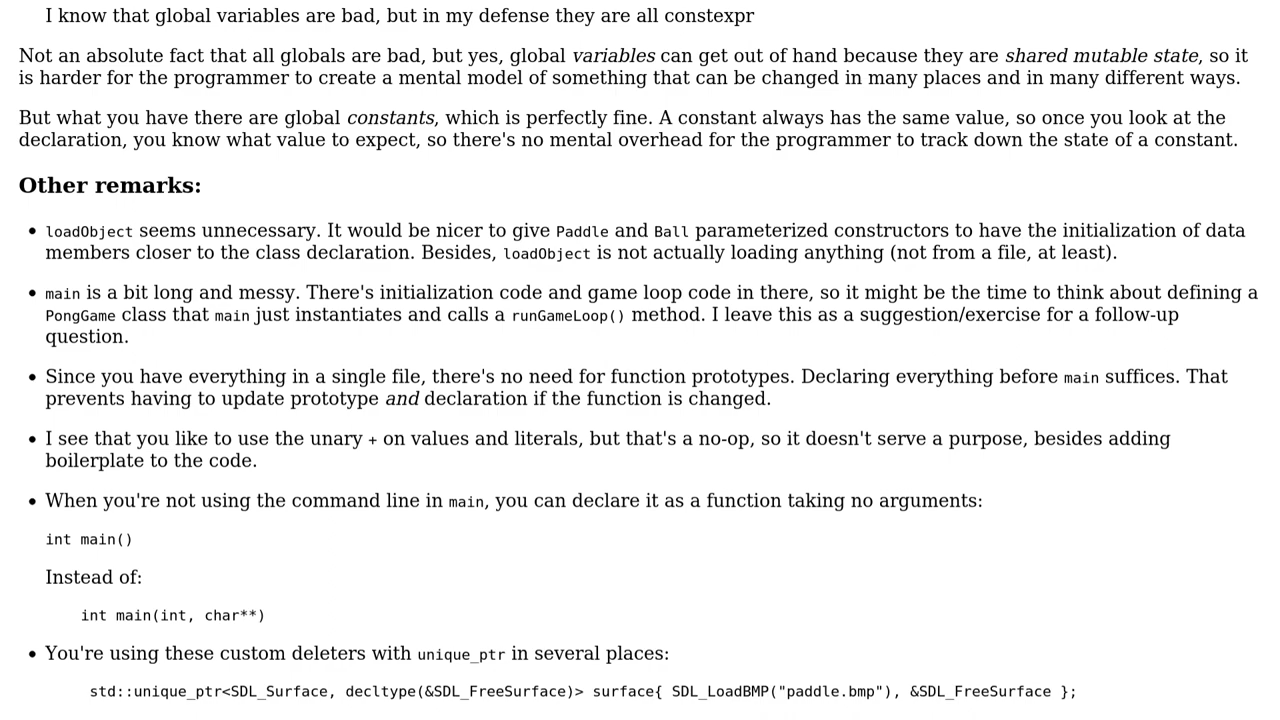 I know that global variables are bad, but in my defense they are all constexpr
Not an absolute fact that all globals are bad, but yes, global variables can get out of hand because they are shared mutable state, so it
is harder for the programmer to create a mental model of something that can be changed in many places and in many different ways.
But what you have there are global constants, which is perfectly fine. A constant always has the same value, so once you look at the
declaration, you know what value to expect, so there's no mental overhead for the programmer to track down the state of a constant.
Other remarks:
• loadObject seems unnecessary. It would be nicer to give Paddle and Ball parameterized constructors to have the initialization of data
members closer to the class declaration. Besides, loadObject is not actually loading anything (not from a file, at least).
• main is a bit long and messy. There's initialization code and game loop code in there, so it might be the time to think about defining a
PongGame class that main just instantiates and calls a runGameLoop() method. I leave this as a suggestion/exercise for a follow-up
question.
• Since you have everything in a single file, there's no need for function prototypes. Declaring everything before main suffices. That
prevents having to update prototype and declaration if the function is changed.
• I see that you like to use the unary + on values and literals, but that's a no-op, so it doesn't serve a purpose, besides adding
boilerplate to the code.
• When you're not using the command line in main, you can declare it as a function taking no arguments:
int main()
Instead of:
int main(int, char**)
• You're using these custom deleters with unique_ptr in several places:
std::unique_ptr<SDL_Surface, decltype(&SDL_FreeSurface)> surface{ SDL_LoadBMP("paddle.bmp"), &SDL_FreeSurface };